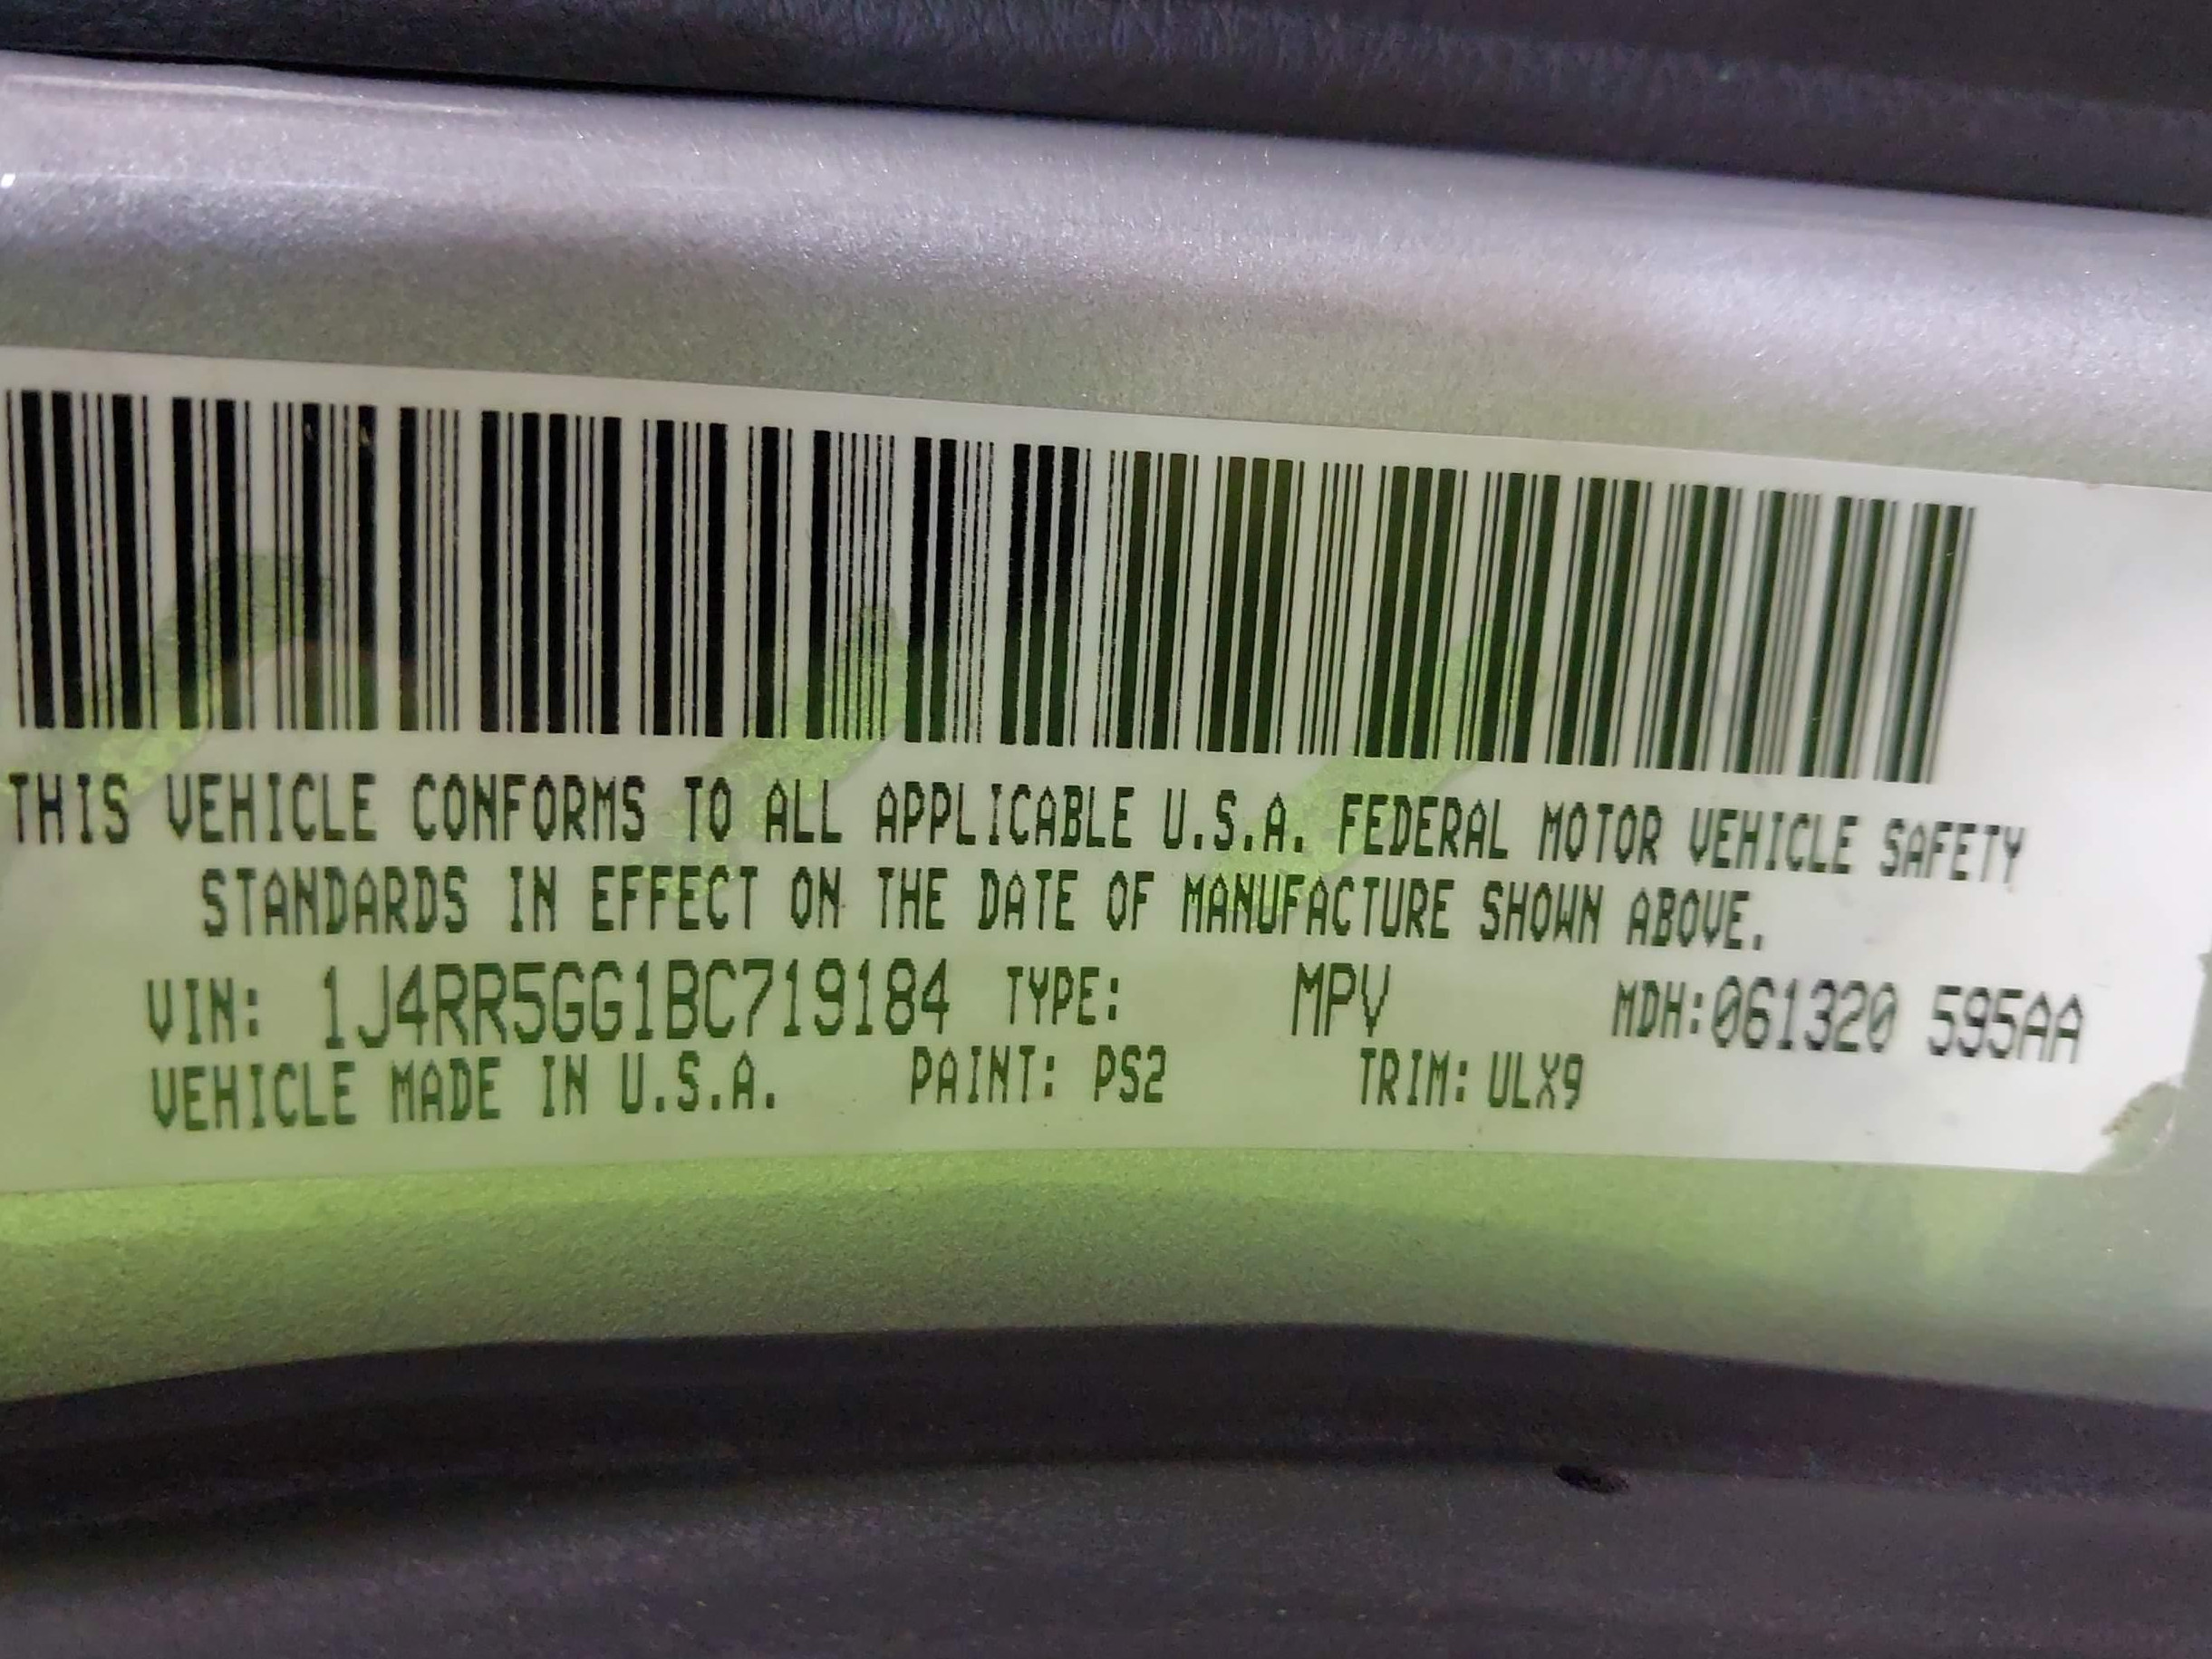 THIS VEHICLE CONFORMS TO ALL APPLICABLE U.S.A. FEDERAL MOTOR VEHICLE SAFETY
STANDARDS IN EFFECT ON THE DATE OF MANUFACTURE SHOWN ABOVE.
VIN: 1J4RR5GG1BC719184 TYPE: MPV MDH:061320 595AA
VEHICLE MADE IN U.S.A. PAINT: PS2 TRIM: ULX9